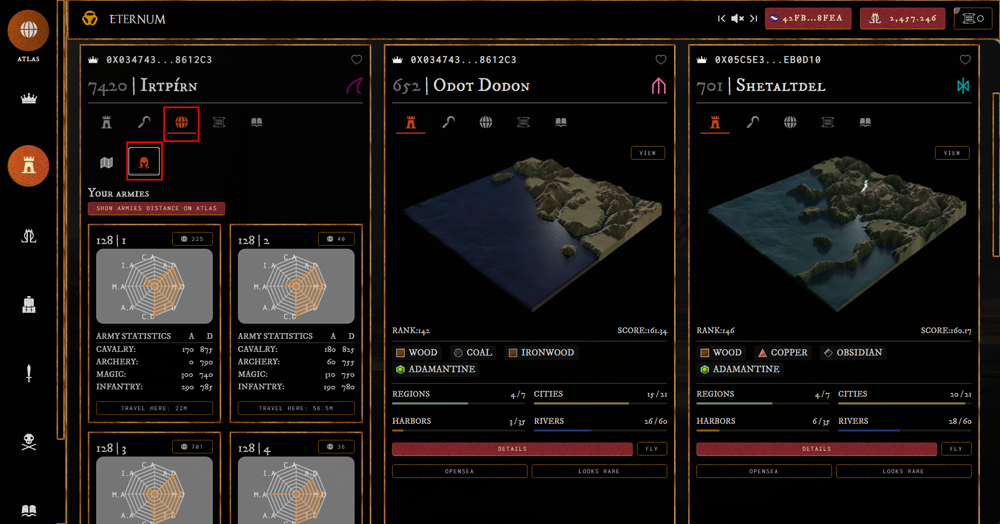 ETERNUM
42FB...8FEA
2,457.246
0
ATLAS
0X034743...8612C3
7420 | Irtpírn
Your armies
SHOW ARMIES DISTANCE ON ATLAS
128 | 1
225
C.A
A.D
M.D
I.D
C.D
A.A
M.A
I.A
ARMY STATISTICS A D
CAVALRY: 170 875
ARCHERY: 0 790
MAGIC: 300 740
INFANTRY: 290 785
TRAVEL HERE: 22M
128 | 2
40
C.A
A.D
M.D
I.D
C.D
A.A
M.A
I.A
ARMY STATISTICS A D
CAVALRY: 180 825
ARCHERY: 60 755
MAGIC: 310 750
INFANTRY: 190 780
TRAVEL HERE: 56.5M
128 | 3
701
C.A
A.D
M.D
I.D
A.A
M.A
I.A
128 | 4
36
C.A
A.D
M.D
I.D
A.A
M.A
I.A
0X034743...8612C3
652 | Odot Dodon
VIEW
RANK:142 SCORE:161.34
WOOD COAL IRONWOOD
ADAMANTINE
REGIONS 4/7 CITIES 15/21
HARBORS 3/35 RIVERS 26/60
DETAILS FLY
OPENSEA LOOKS RARE
0X05C5E3...EB0D10
701 | Shetaltdel
VIEW
RANK:146 SCORE:160.17
WOOD COPPER OBSIDIAN
ADAMANTINE
REGIONS 4/7 CITIES 20/21
HARBORS 6/35 RIVERS 28/60
DETAILS FLY
OPENSEA LOOKS RARE